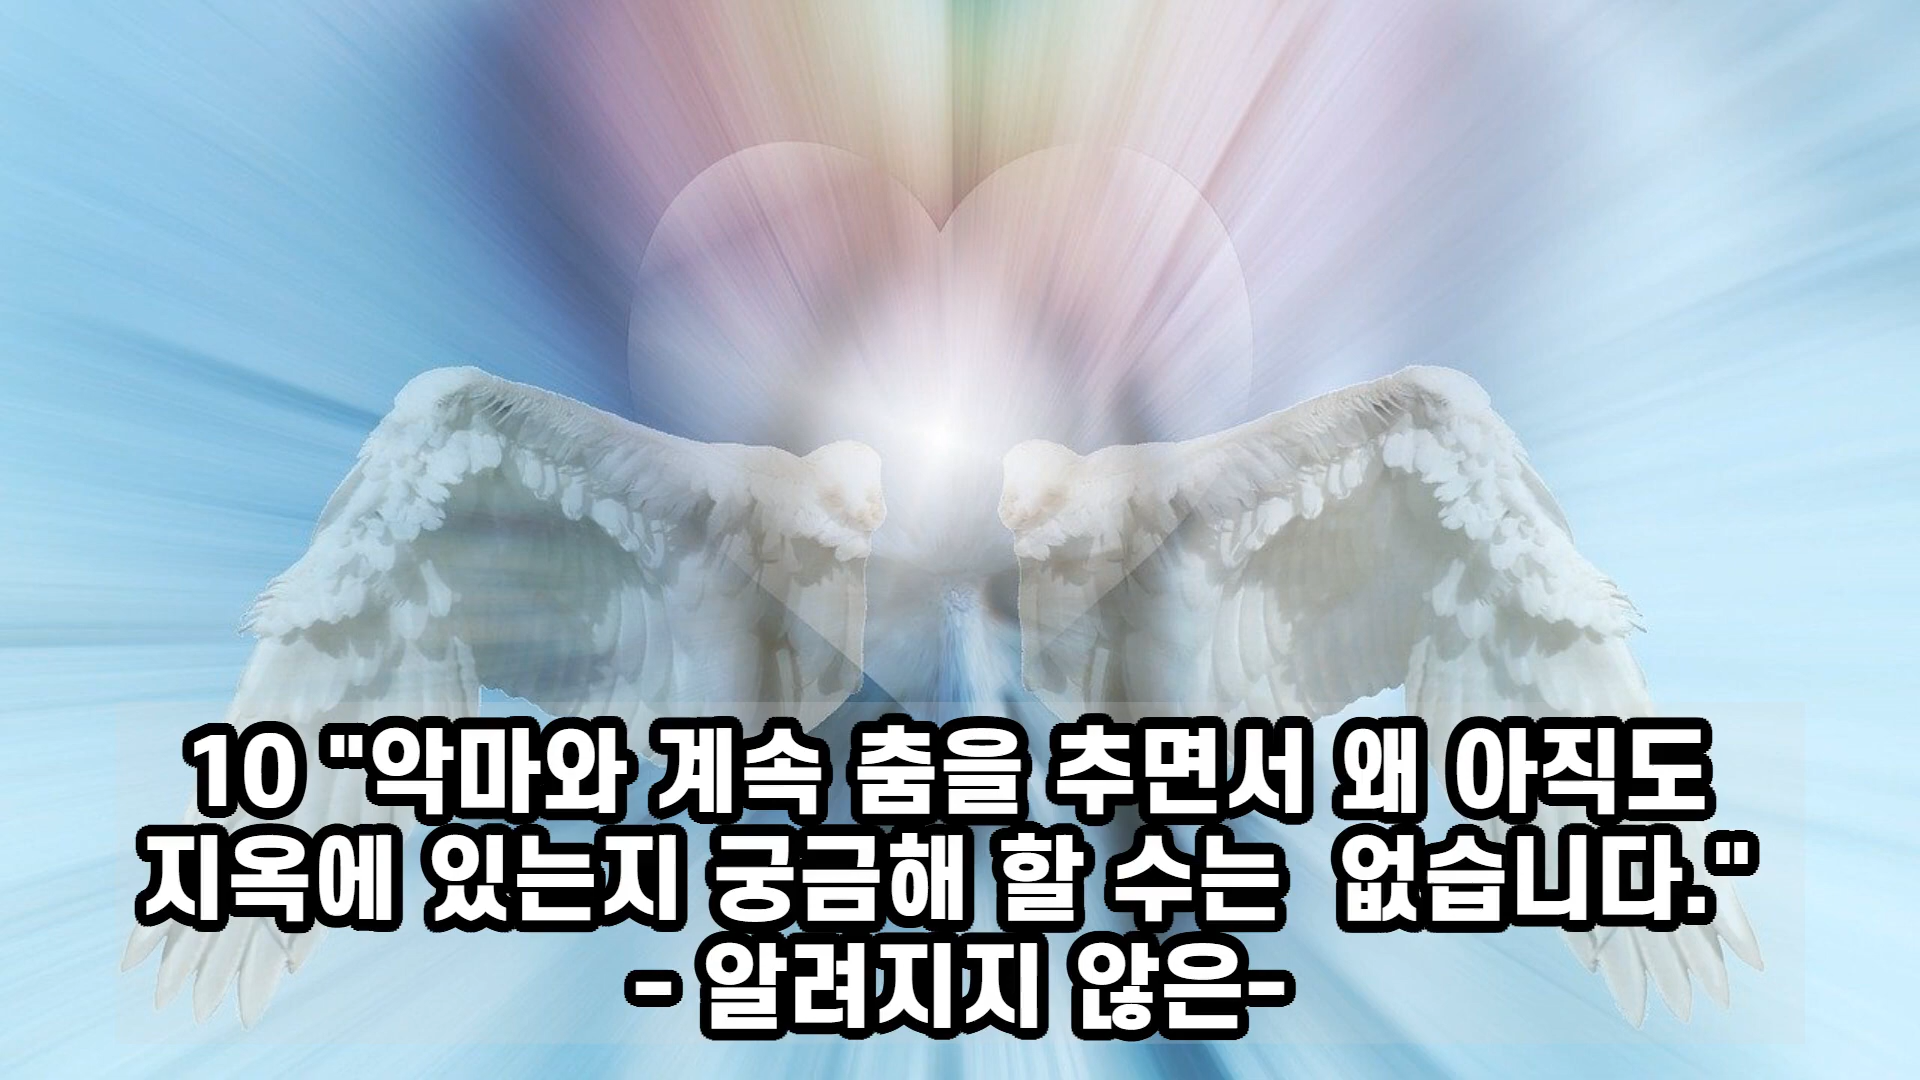 10 "악마와 계속 춤을 추면서 왜 아직도
지옥에 있는지 궁금해 할 수는  없습니다."
- 알려지지 않은-